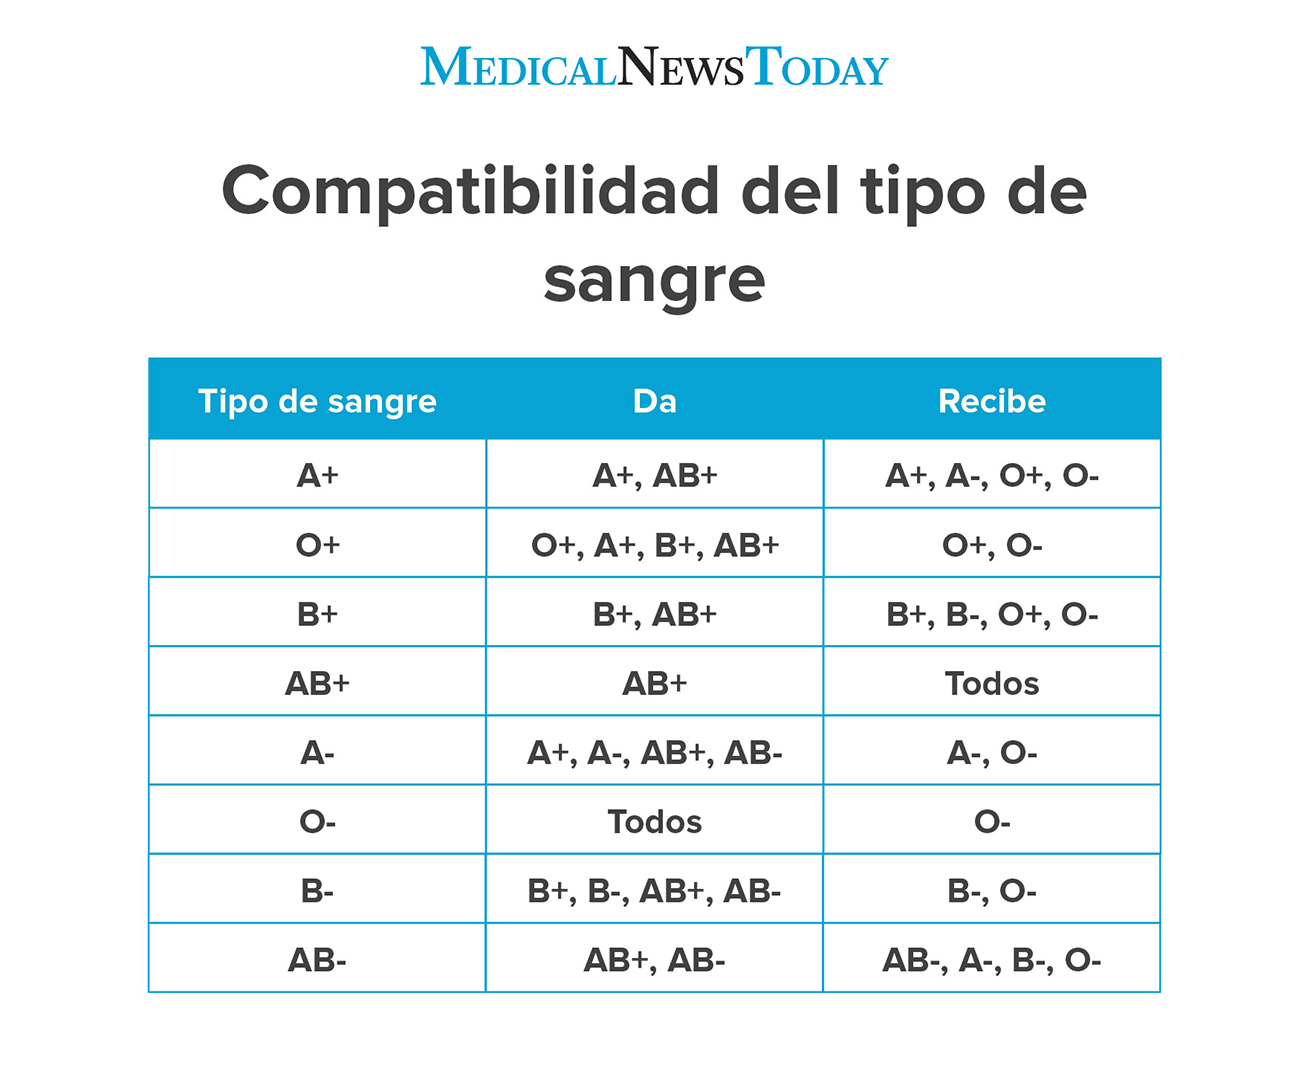 MEDICALNEWSTODAY
Compatibilidad del tipo de
sangre
Tipo de sangre Da Recibe
A+ A+, AB+ A+, A-, O+, O-
O+ O+, A+, B+, AB+ O+, O-
B+ B+, AB+ B+, B-, O+, O-
AB+ AB+ Todos
A- A+, A-, AB+, AB- A-, O-
O- Todos O-
B- B+, B-, AB+, AB- B-, O-
AB- AB+, AB- AB-, A-, B-, O-